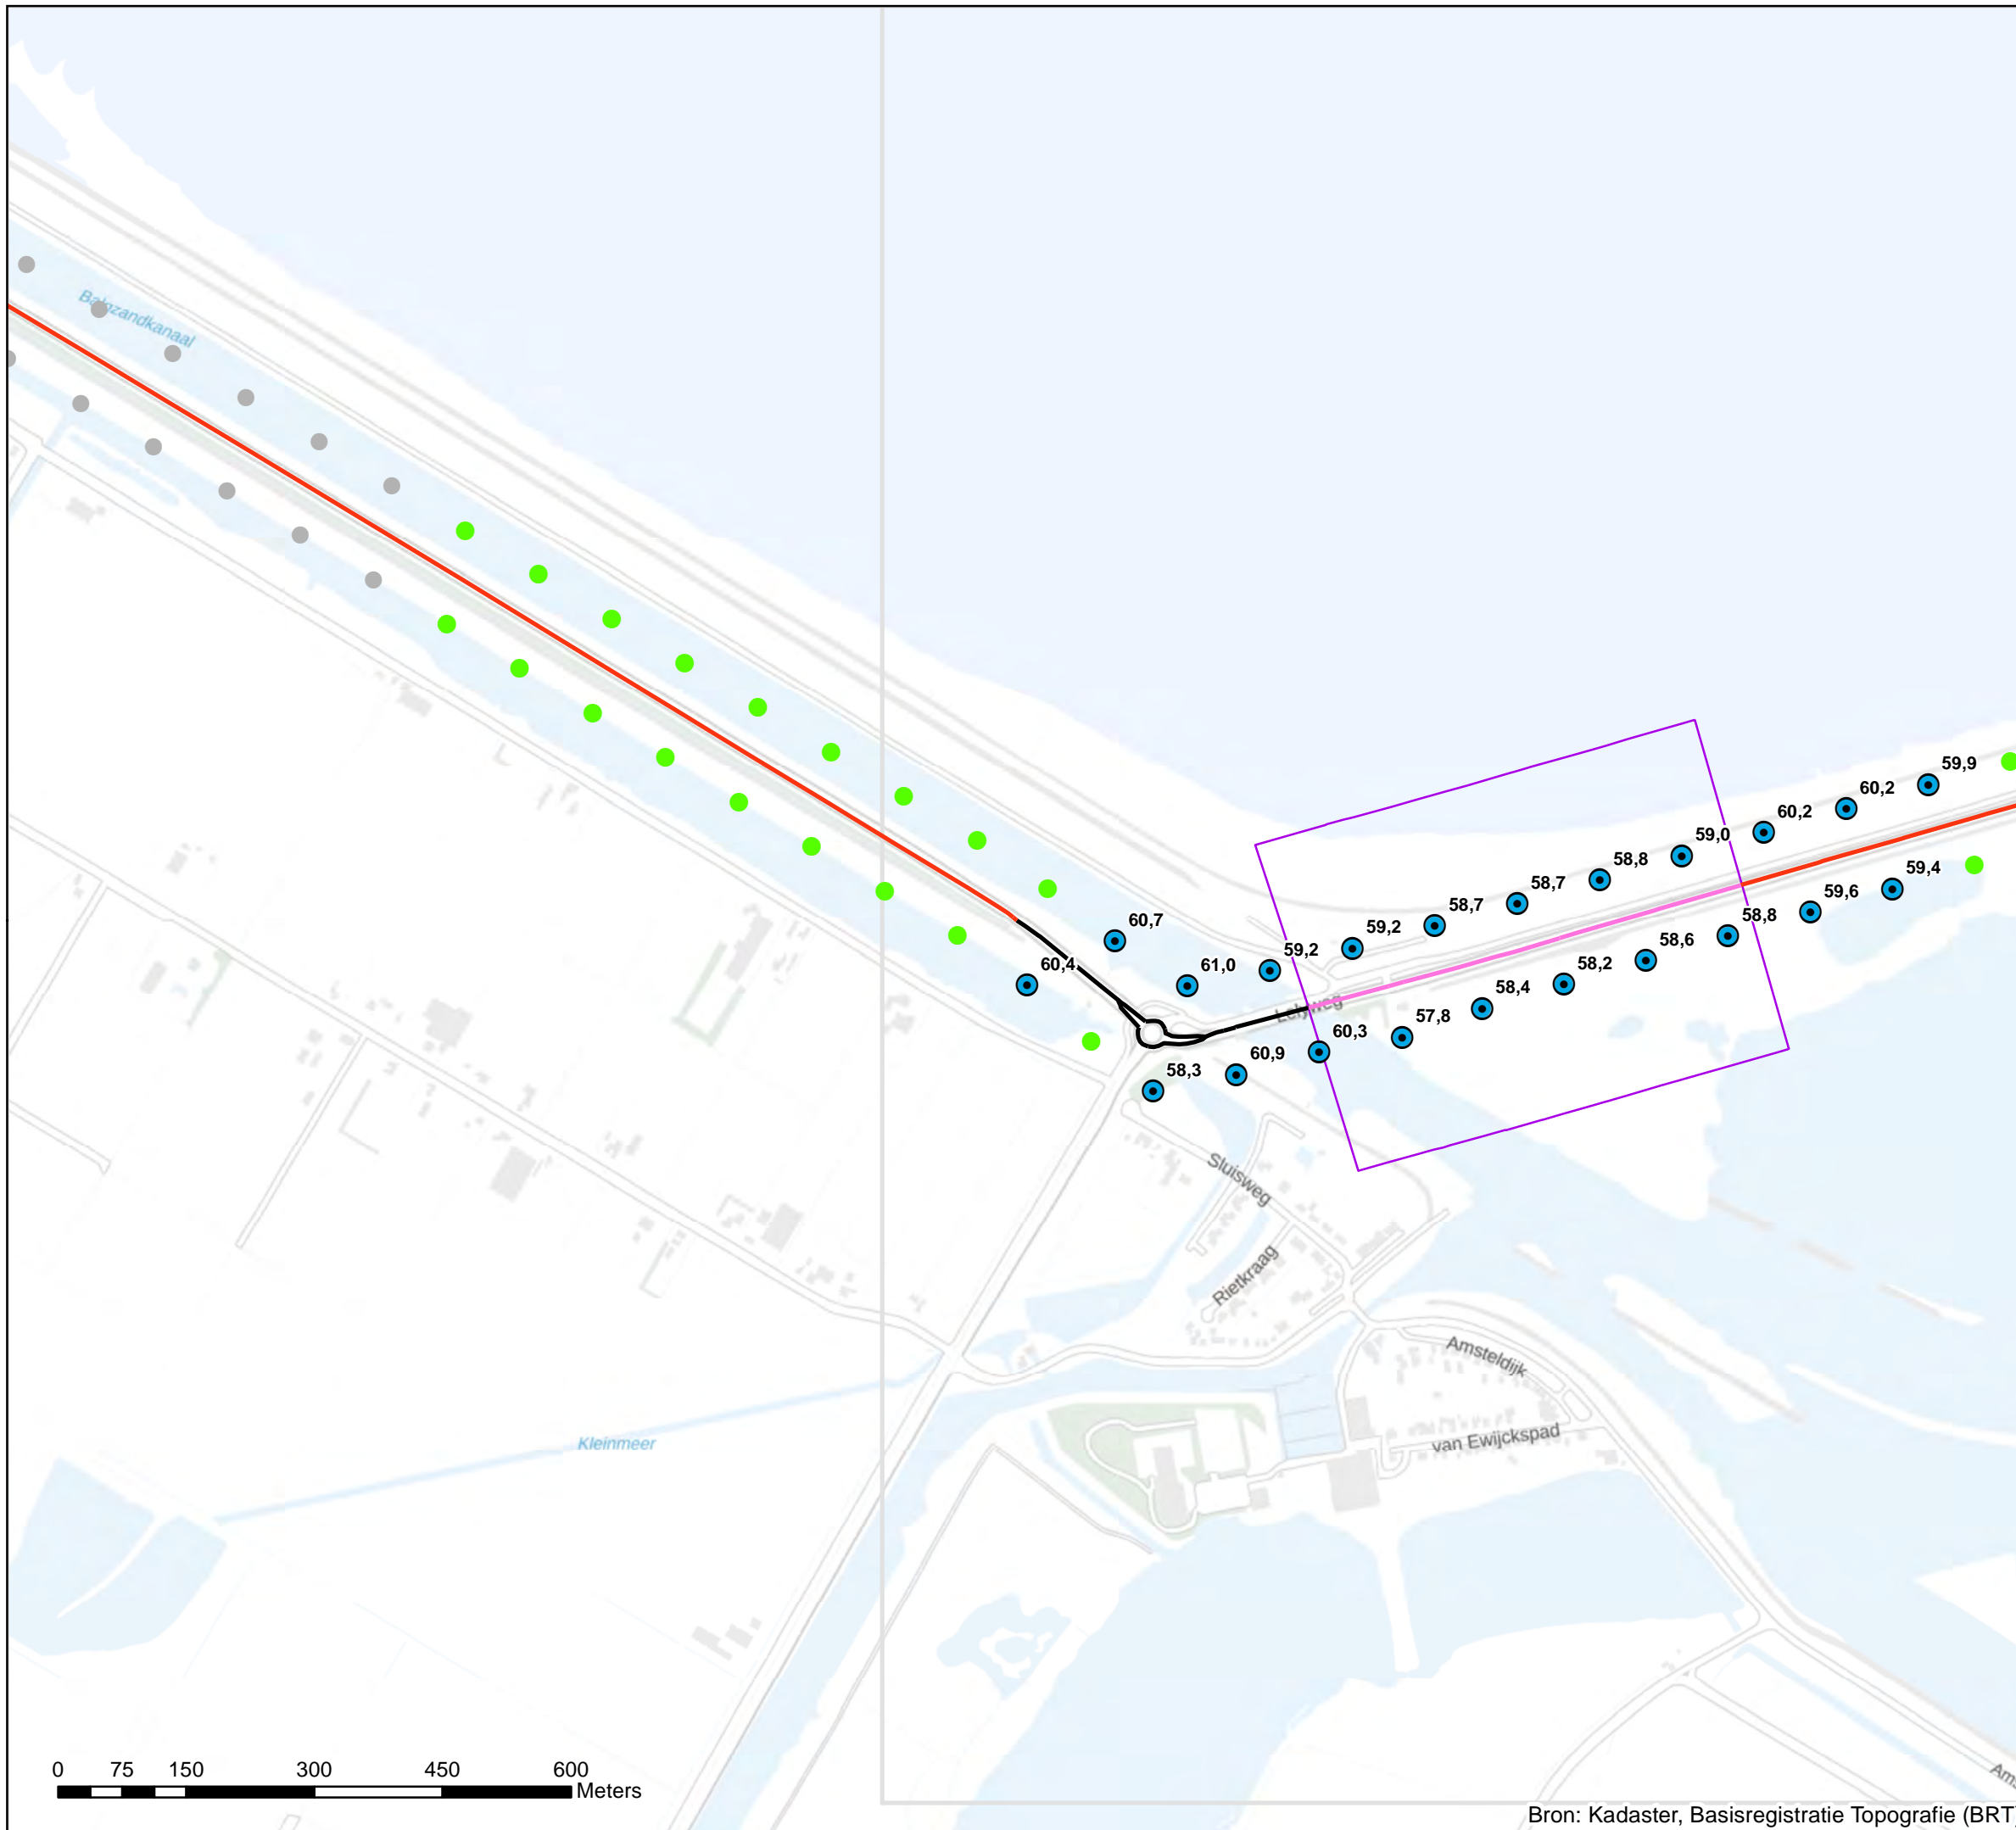 Balgzandkanaal
59,9
60,2
60,2
59,0
58,8
58,7
58,7
59,2
59,2
61,0
60,7
60,4
59,4
59,6
58,8
58,6
58,2
58,4
57,8
60,3
60,9
58,3
Lelyweg
Sluisweg
Rietkraag
Amsteldijk
van Ewijckspad
Kleinmeer
Ams
0 75 150 300 450 600
Meters
Bron: Kadaster, Basisregistratie Topografie (BRT